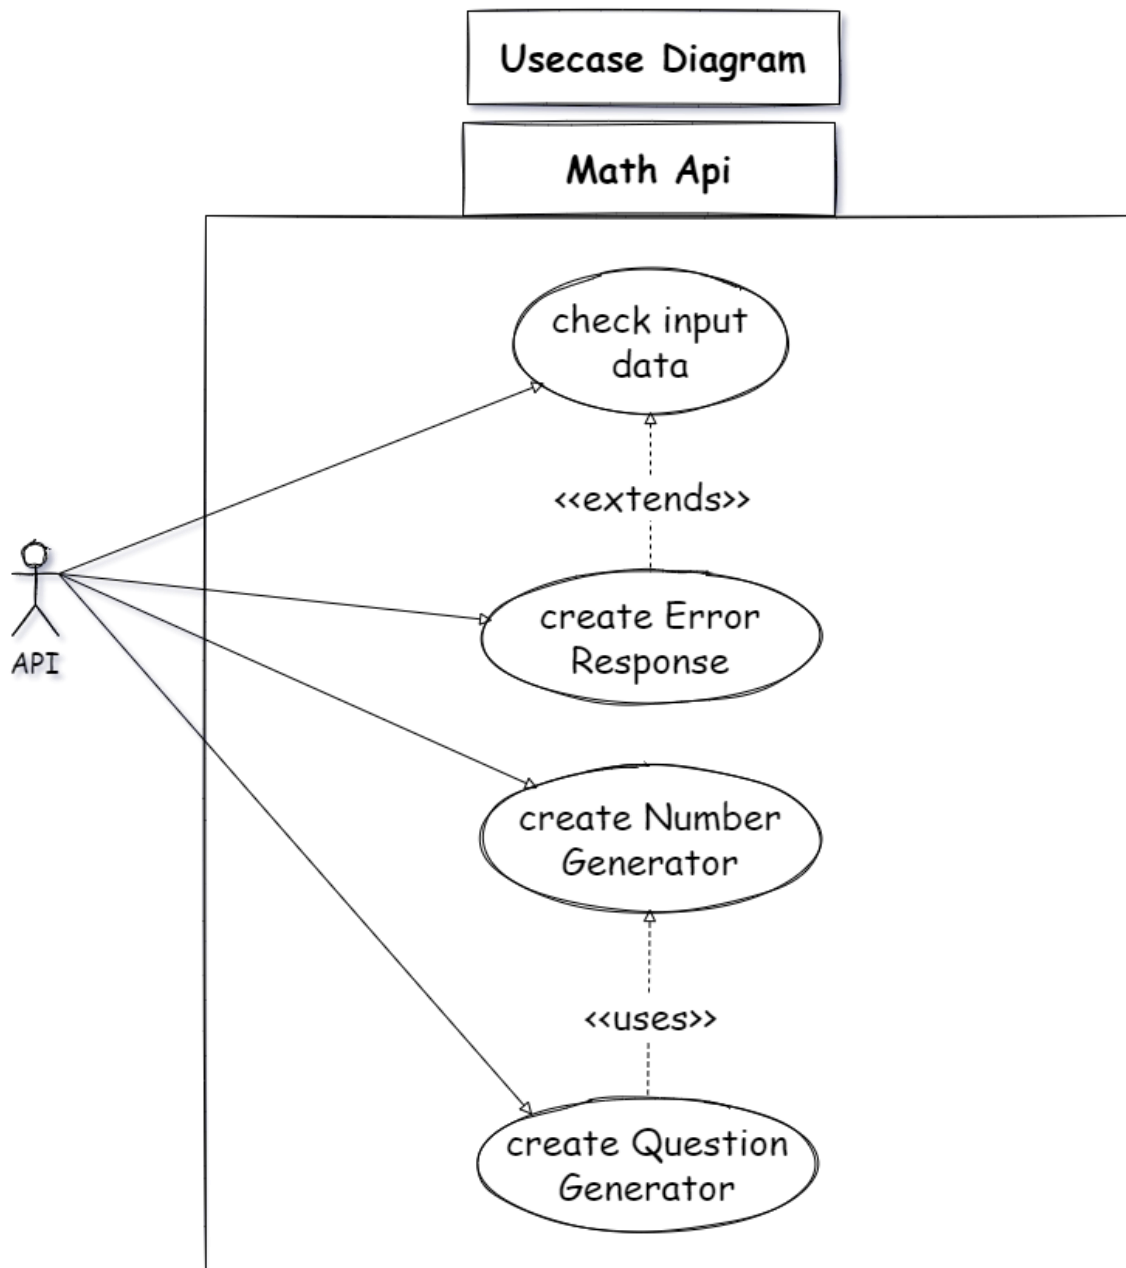 Usecase Diagram
Math Api
check input
data
<<extends>>
API
create Error
Response
create Number
Generator
<<uses>>
create Question
Generator